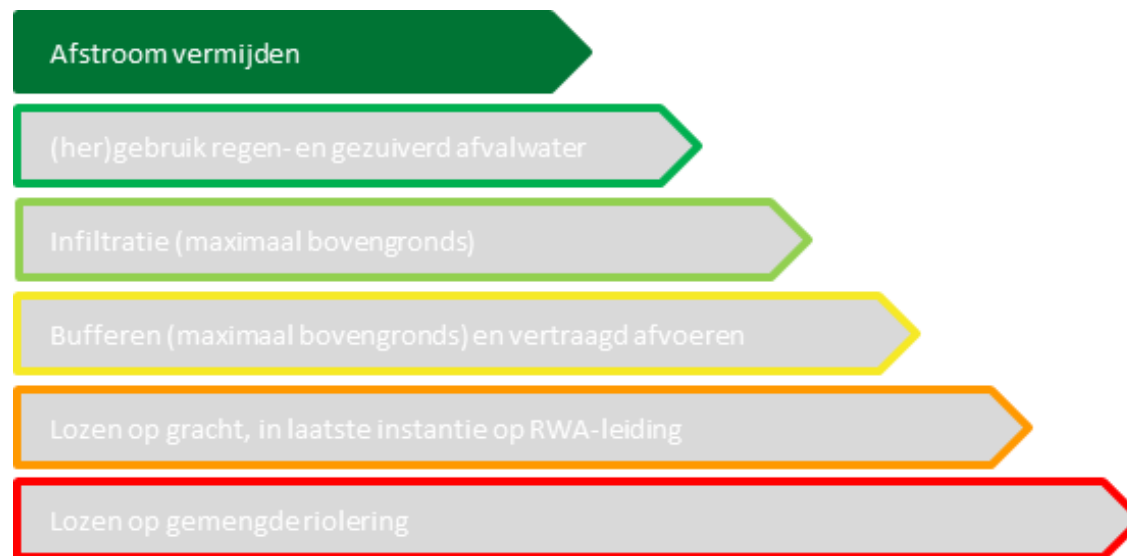 Afstroom vermijden
(her)gebruik regen- en gezuiverd afvalwater
Infiltratie (maximaal bovengronds)
Bufferen (maximaal bovengronds) en vertraagd afvoeren
Lozen op gracht, in laatste instantie op RWA-leiding
Lozen op gemengde riolering